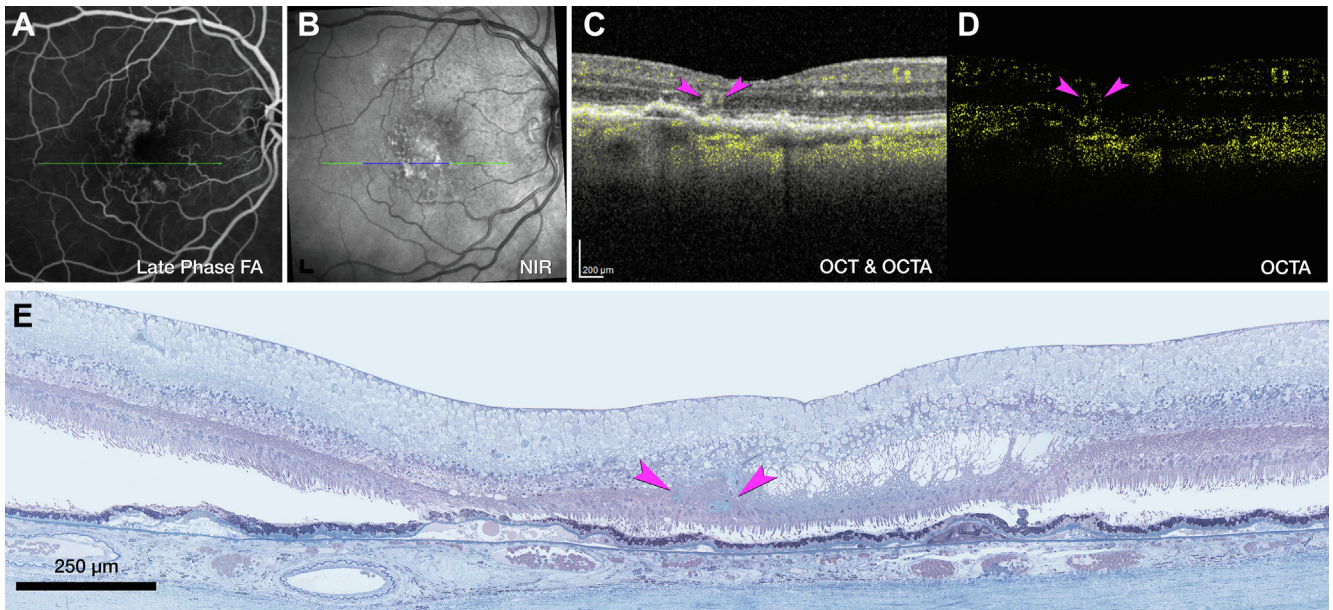 A
Late Phase FA
B
NIR
C
200 µm
OCT & OCTA
D
OCTA
E
250 µm